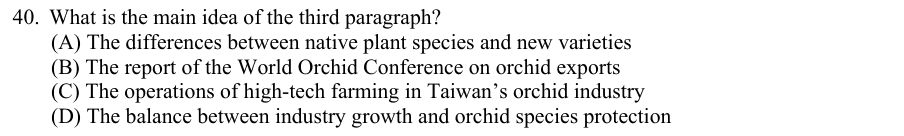 40. What is the main idea of the third paragraph?
(A) The differences between native plant species and new varieties
(B) The report of the World Orchid Conference on orchid exports
(C) The operations of high-tech farming in Taiwan’s orchid industry
(D) The balance between industry growth and orchid species protection